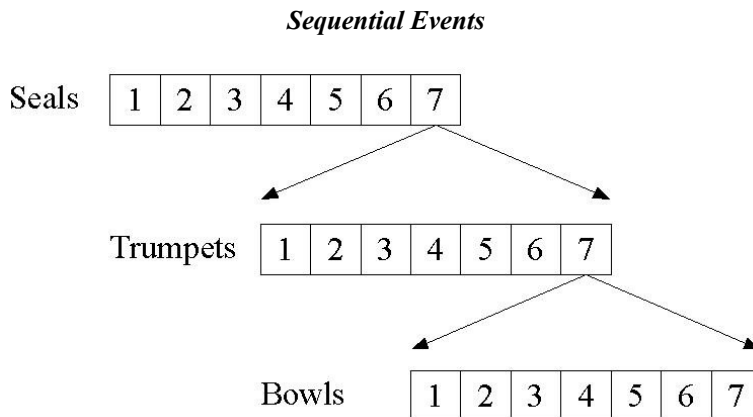 Sequential Events
Seals 1 2 3 4 5 6 7
Trumpets 1 2 3 4 5 6 7
Bowls 1 2 3 4 5 6 7